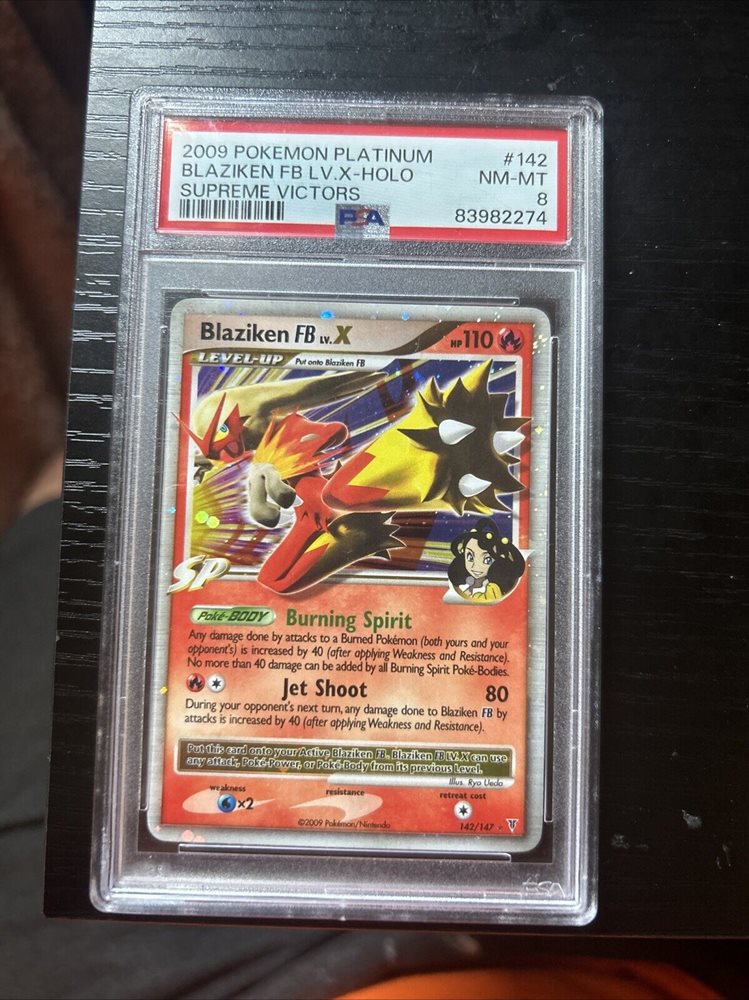 2009 POKEMON PLATINUM #142
BLAZIKEN FB LV.X-HOLO NM-MT
SUPREME VICTORS 8
PSA 83982274
Blaziken FB LV.X HP110
LEVEL-UP Put onto Blaziken FB
SP
Poké-BODY Burning Spirit
Any damage done by attacks to a Burned Pokémon (both yours and your
opponent's) is increased by 40 (after applying Weakness and Resistance).
No more than 40 damage can be added by all Burning Spirit Poké-Bodies.
Jet Shoot 80
During your opponent's next turn, any damage done to Blaziken FB by
attacks is increased by 40 (after applying Weakness and Resistance).
Put this card onto your Active Blaziken FB. Blaziken FB LV.X can use
any attack, Poké-Power, or Poké-Body from its previous Level.
Illus. Ryo Ueda
weakness resistance retreat cost
×2
©2009 Pokémon/Nintendo 142/147
PSA